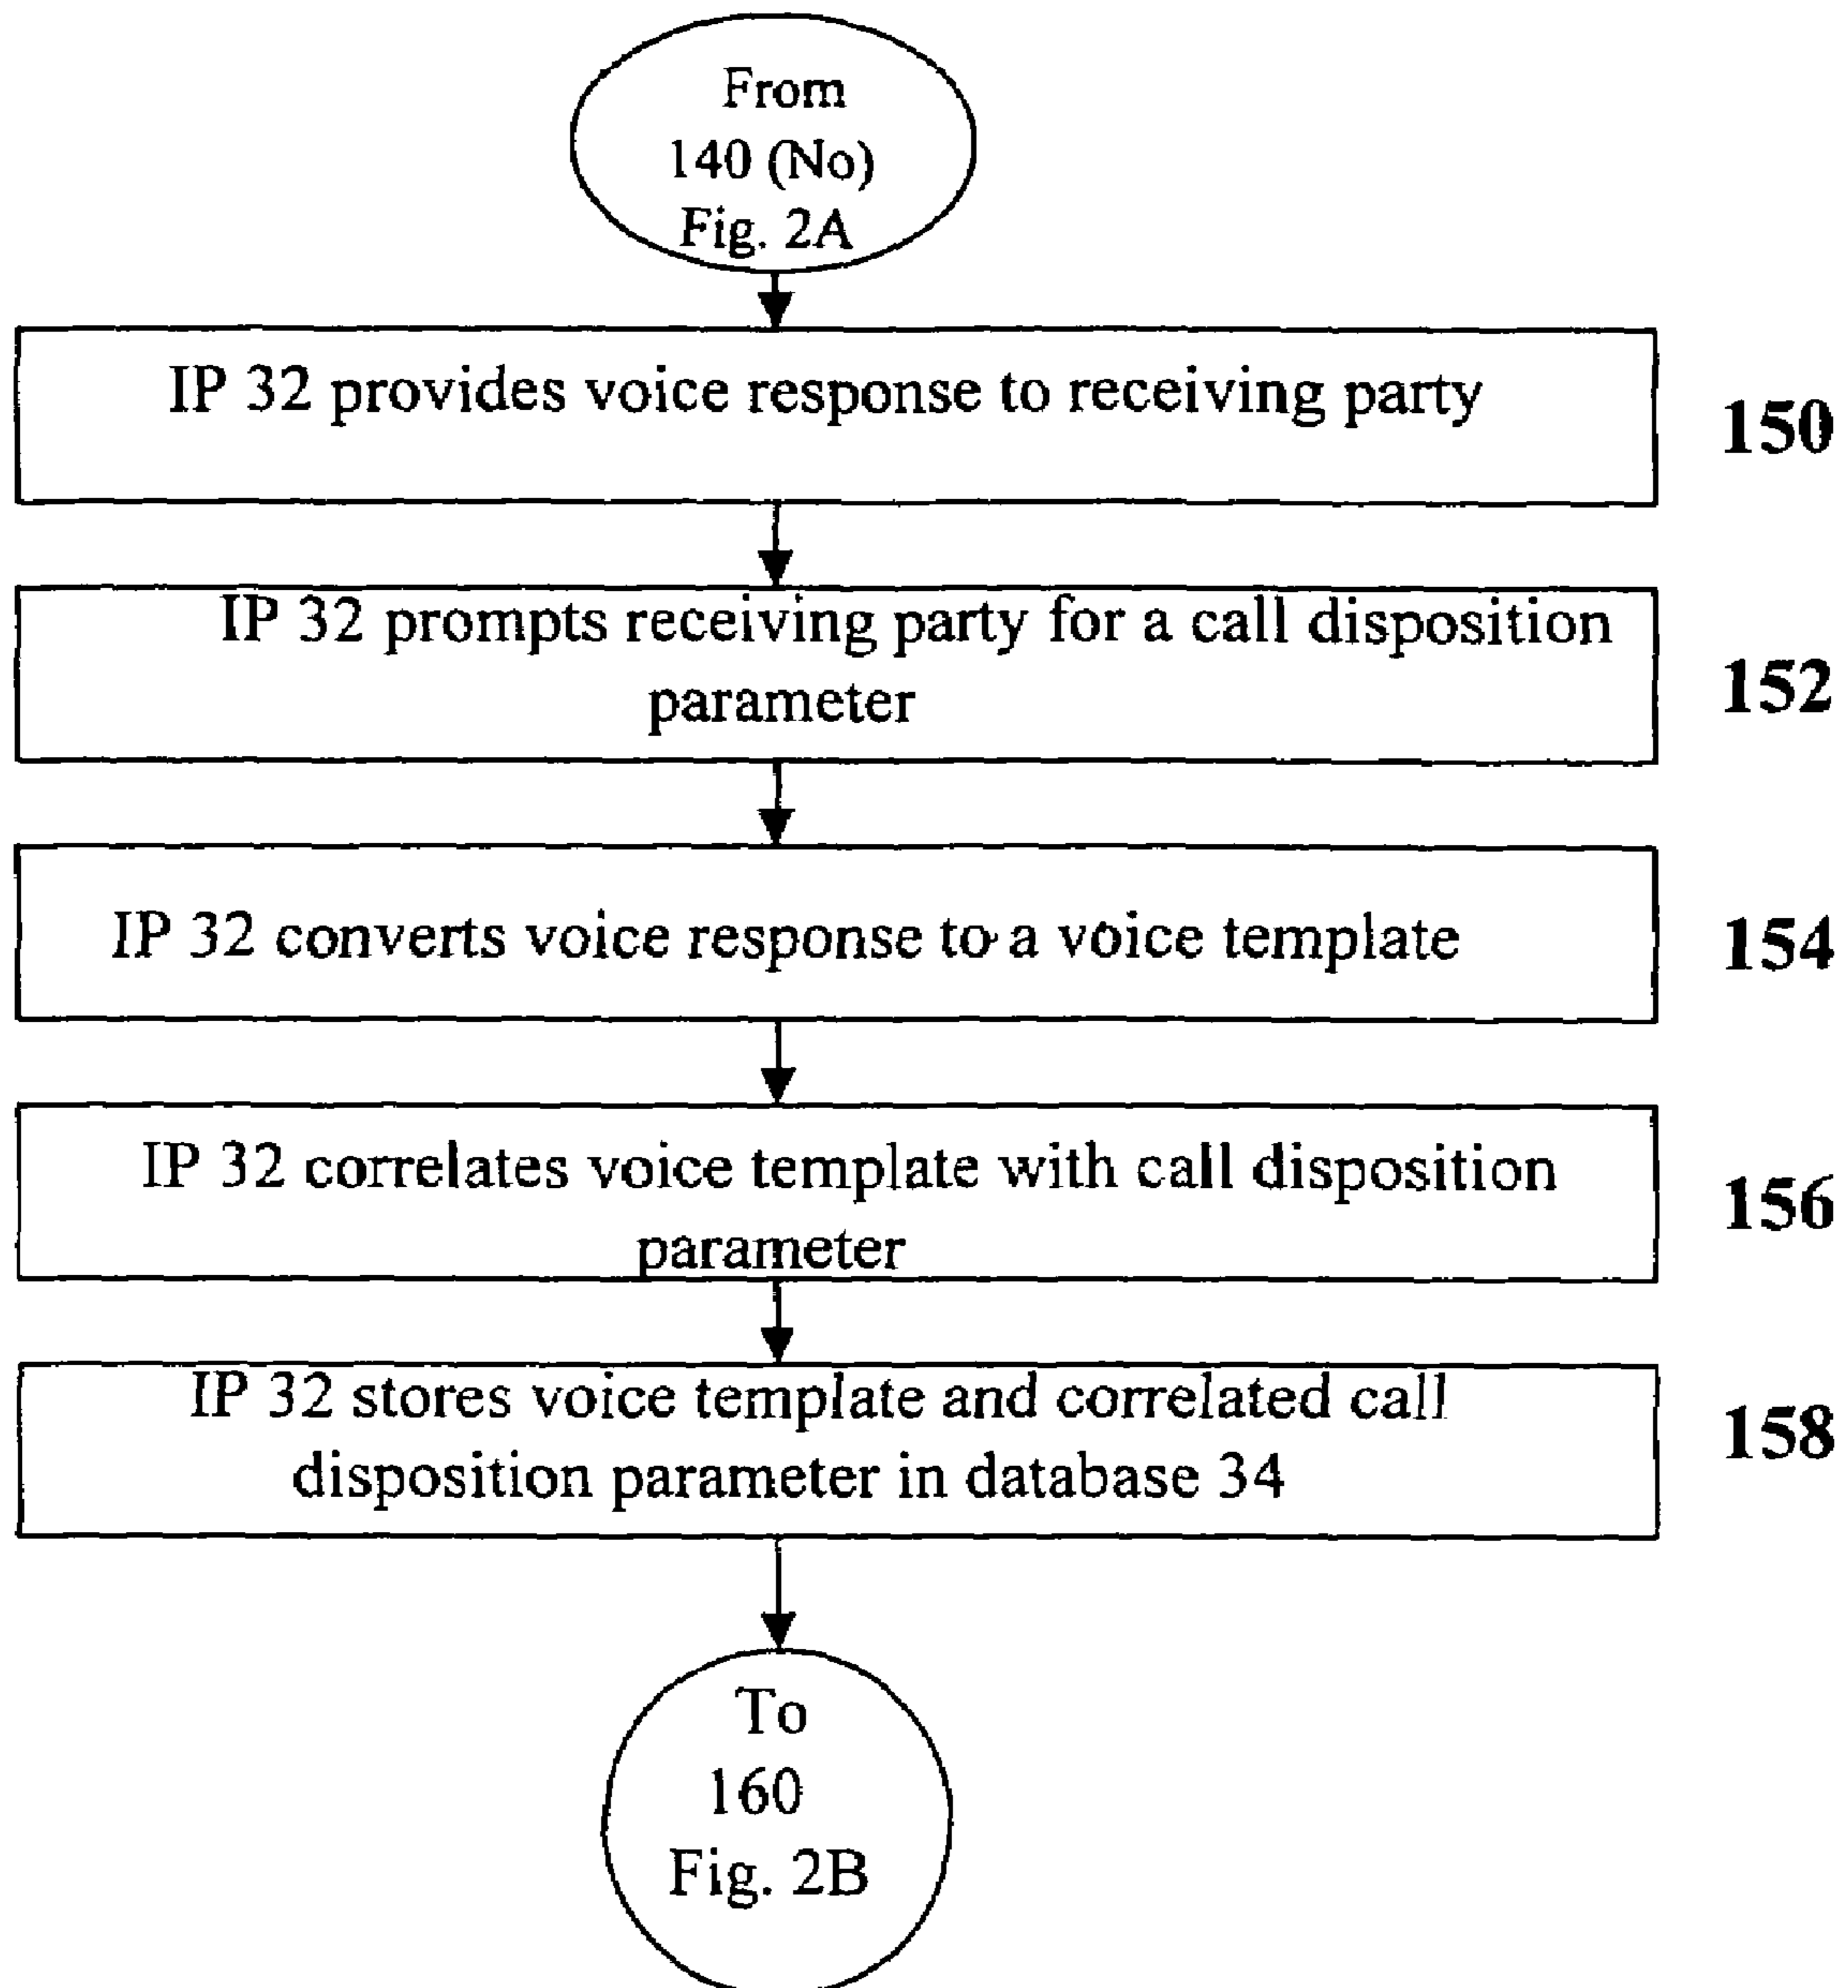 From
140 (No)
Fig. 2A
IP 32 provides voice response to receiving party
150
IP 32 prompts receiving party for a call disposition
parameter
152
IP 32 converts voice response to a voice template
154
IP 32 correlates voice template with call disposition
parameter
156
IP 32 stores voice template and correlated call
disposition parameter in database 34
158
To
160
Fig. 2B